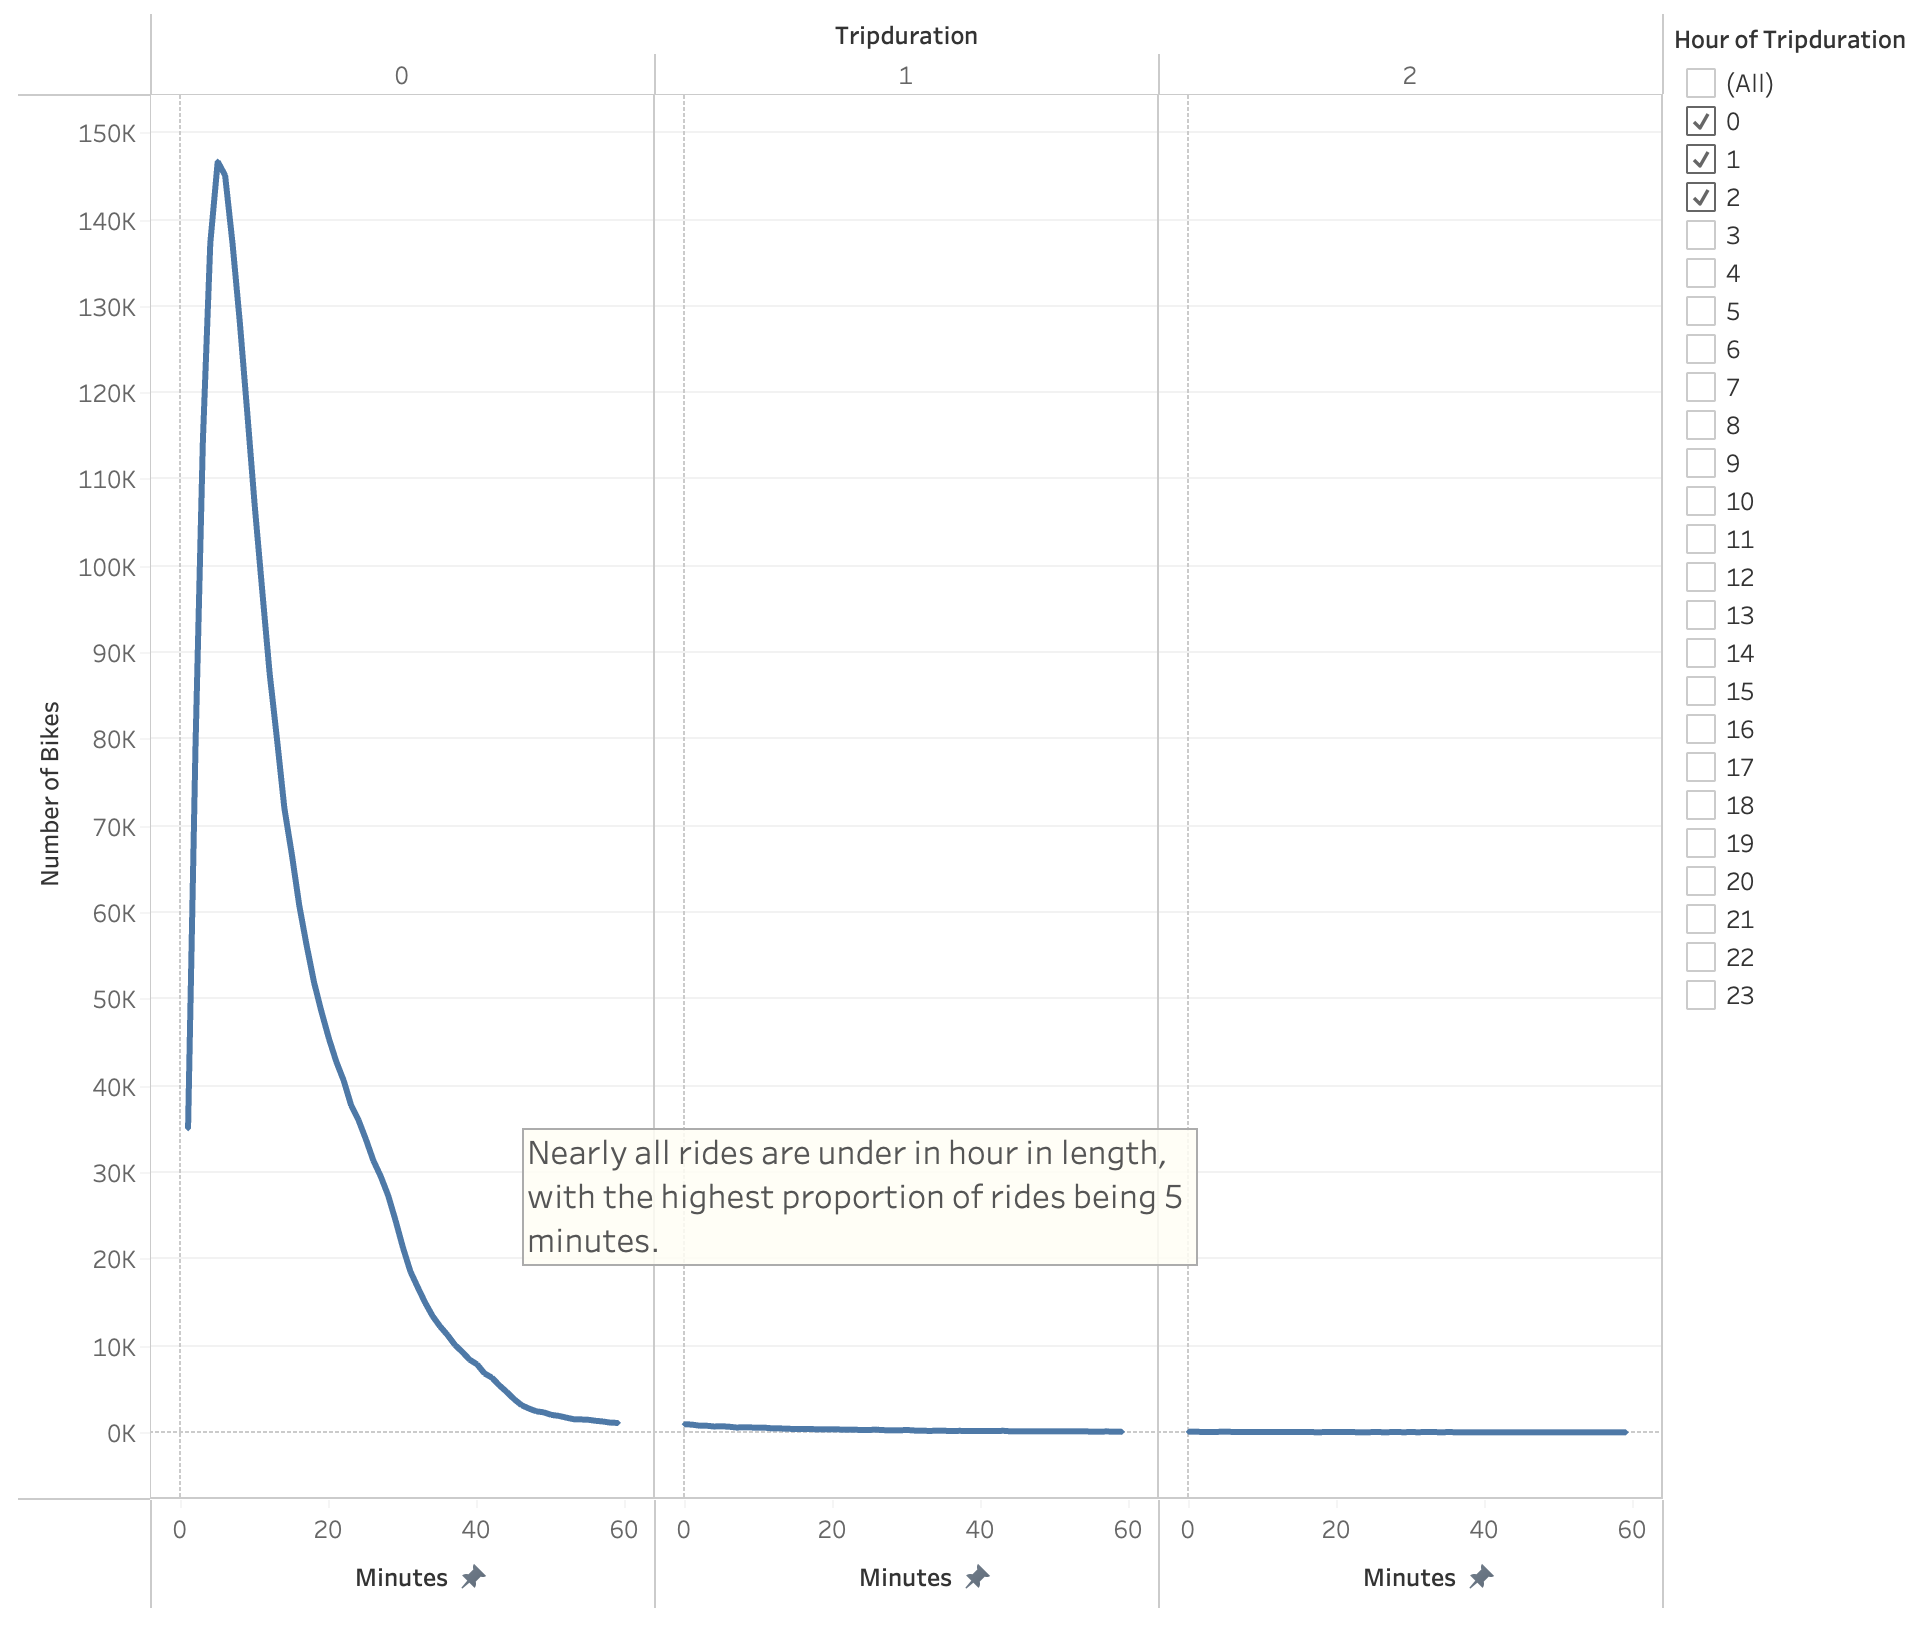 Tripduration
0 1 2
150K
140K
130K
120K
110K
100K
90K
80K
70K
60K
50K
40K
30K
20K
10K
0K
Number of Bikes
Nearly all rides are under in hour in length,
with the highest proportion of rides being 5
minutes.
0 20 40 60 0 20 40 60 0 20 40 60
Minutes Minutes Minutes
Hour of Tripduration
(All)
0
1
2
3
4
5
6
7
8
9
10
11
12
13
14
15
16
17
18
19
20
21
22
23